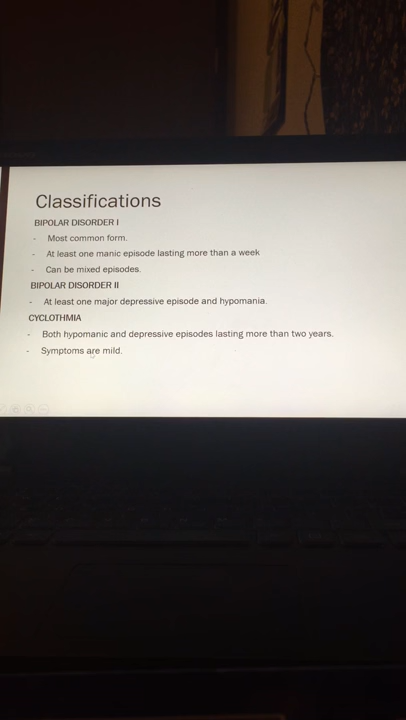 Classifications
BIPOLAR DISORDER I
- Most common form.
- At least one manic episode lasting more than a week
- Can be mixed episodes.
BIPOLAR DISORDER II
- At least one major depressive episode and hypomania.
CYCLOTHMIA
- Both hypomanic and depressive episodes lasting more than two years.
- Symptoms are mild.